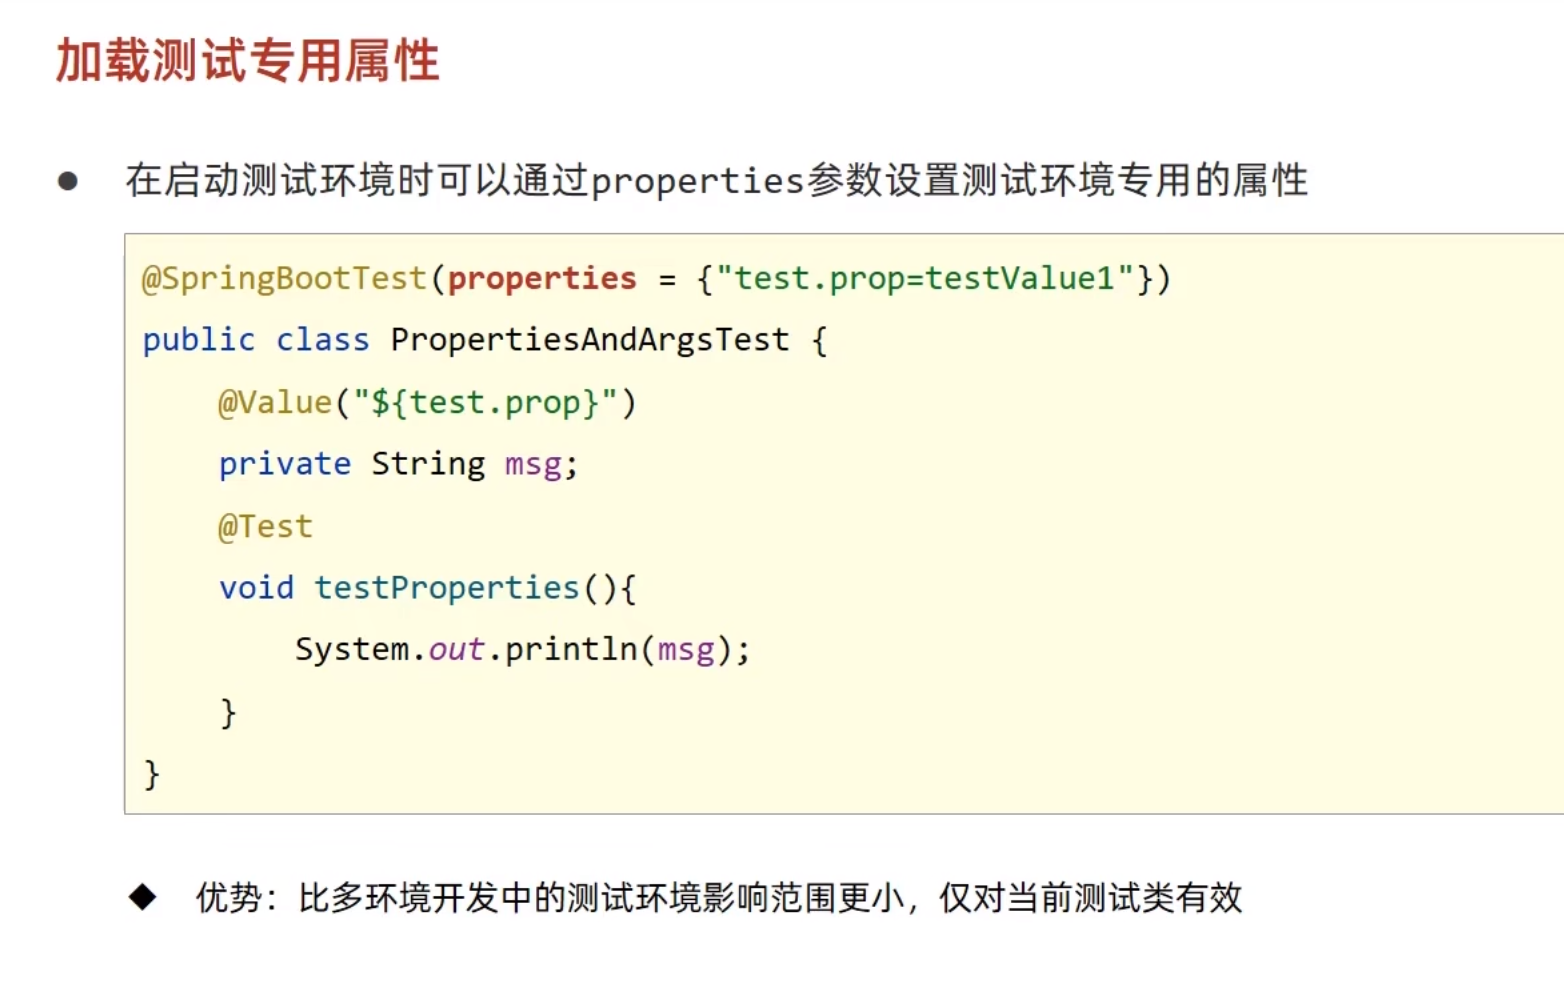 加载测试专用属性
● 在启动测试环境时可以通过properties参数设置测试环境专用的属性
@SpringBootTest(properties = {"test.prop=testValue1"})
public class PropertiesAndArgsTest {
    @Value("${test.prop}")
    private String msg;
    @Test
    void testProperties(){
        System.out.println(msg);
    }
}
◆ 优势：比多环境开发中的测试环境影响范围更小，仅对当前测试类有效